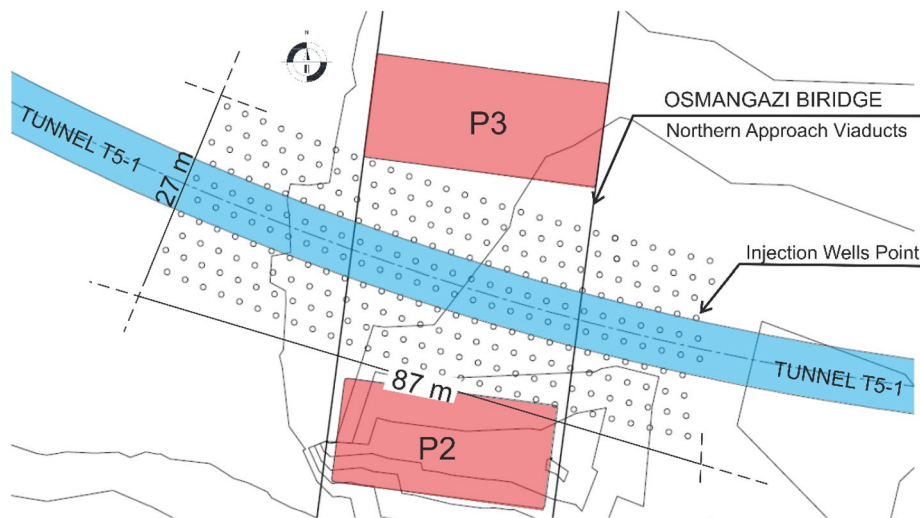 N
P3
OSMANGAZI BIRIDGE
Northern Approach Viaducts
TUNNEL T5-1
27 m
Injection Wells Point
87 m
TUNNEL T5-1
P2